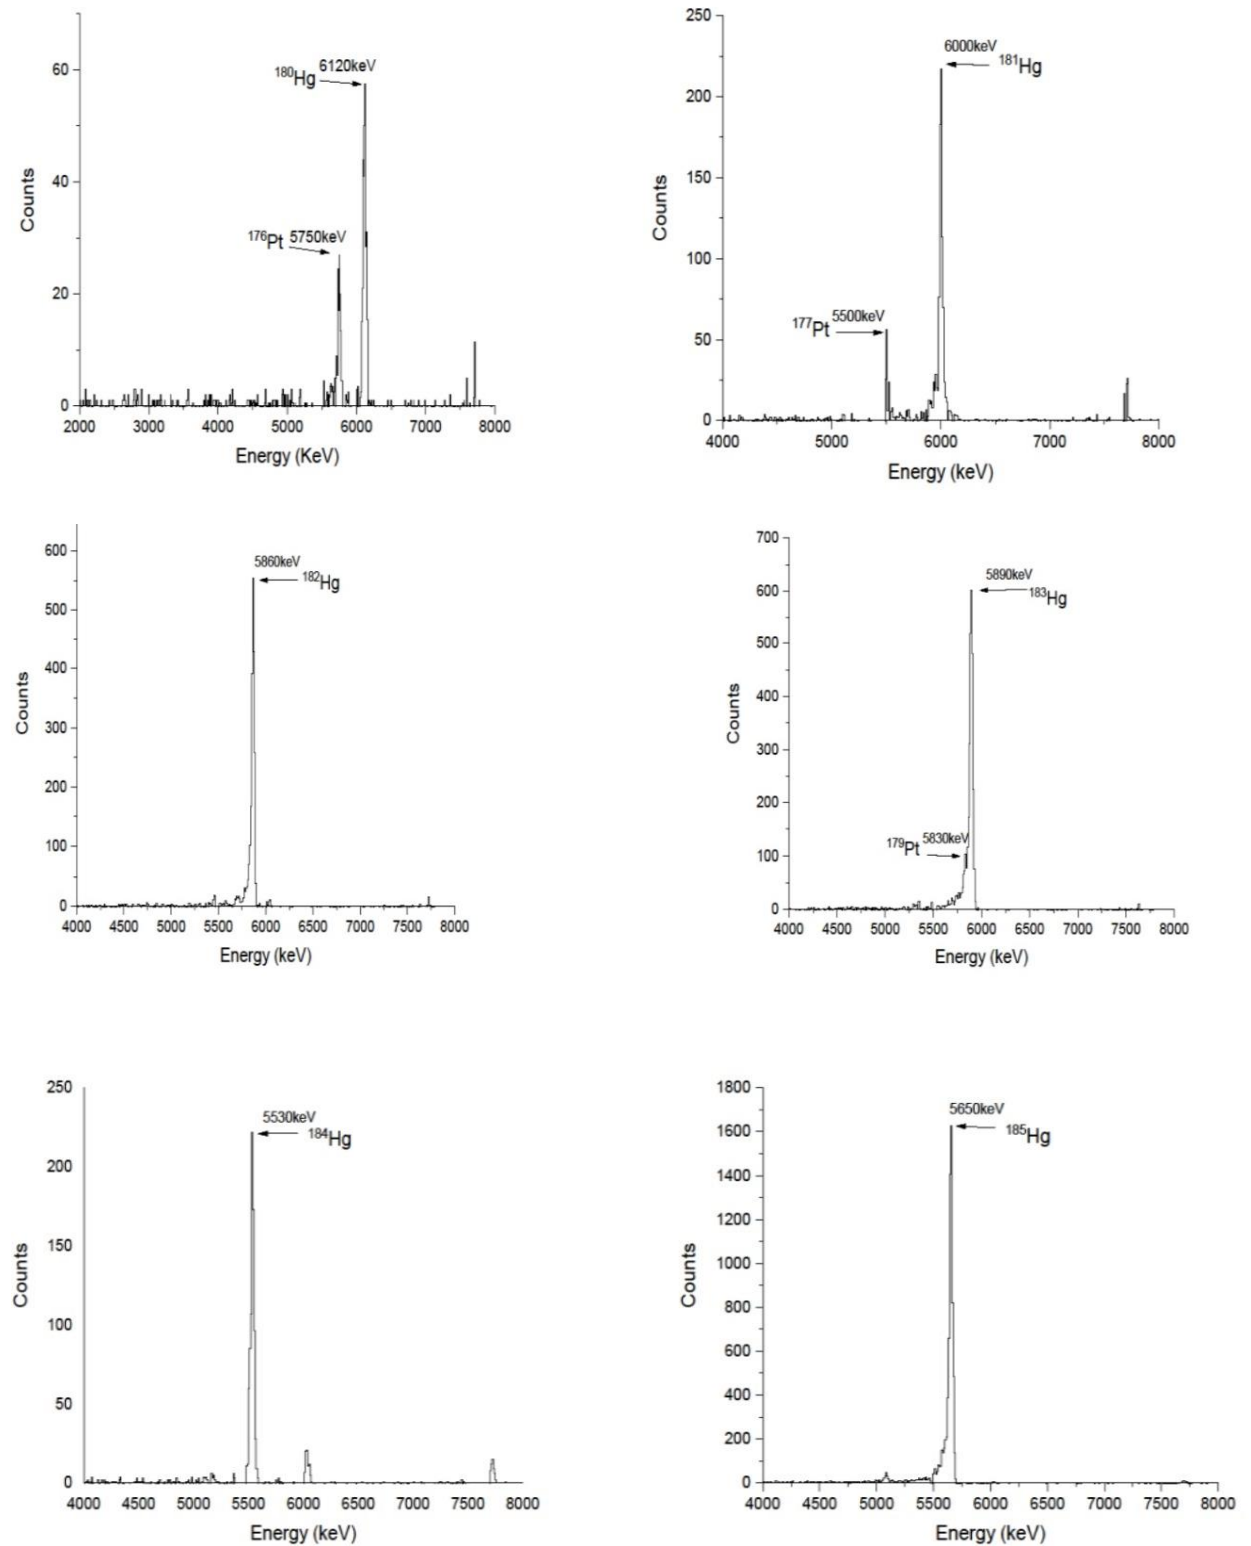 60
40
20
0
Counts
6120keV
180Hg
176Pt 5750keV
2000 3000 4000 5000 6000 7000 8000
Energy (KeV)
250
200
150
100
50
0
Counts
6000keV
181Hg
177Pt 5500keV
4000 5000 6000 7000 8000
Energy (keV)
600
500
400
300
200
100
0
Counts
5860keV
182Hg
4000 4500 5000 5500 6000 6500 7000 7500 8000
Energy (keV)
700
600
500
400
300
200
100
0
Counts
5890keV
183Hg
179Pt 5830keV
4000 4500 5000 5500 6000 6500 7000 7500 8000
Energy (keV)
250
200
150
100
50
0
Counts
5530keV
184Hg
4000 4500 5000 5500 6000 6500 7000 7500 8000
Energy (keV)
1800
1600
1400
1200
1000
800
600
400
200
0
Counts
5650keV
185Hg
4000 4500 5000 5500 6000 6500 7000 7500 8000
Energy (keV)